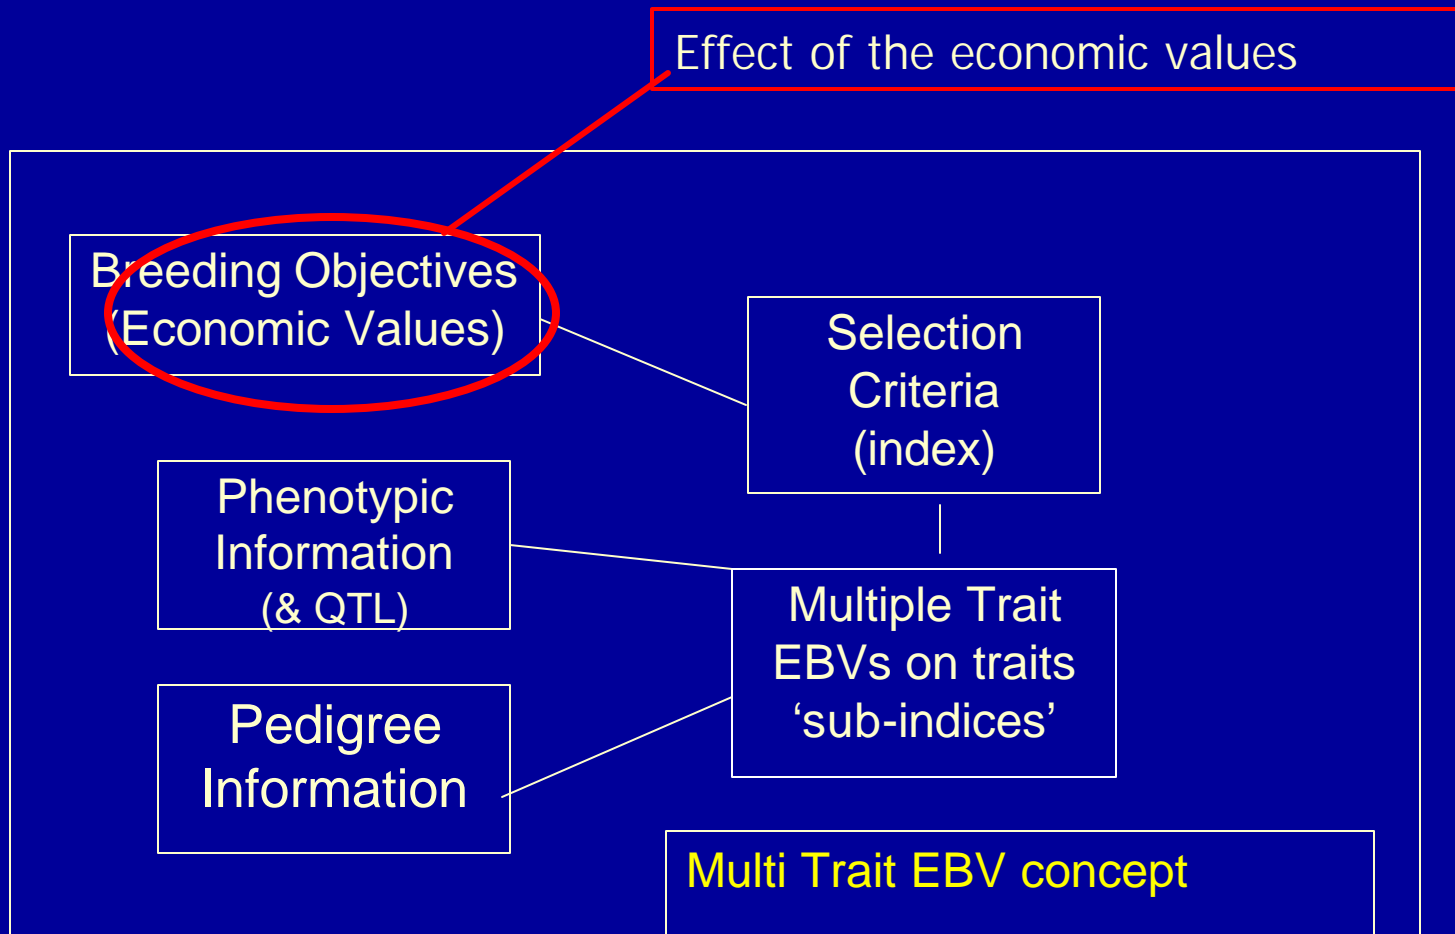 Effect of the economic values
Breeding Objectives
(Economic Values)
Selection
Criteria
(index)
Phenotypic
Information
(& QTL)
Multiple Trait
EBVs on traits
‘sub-indices’
Pedigree
Information
Multi Trait EBV concept